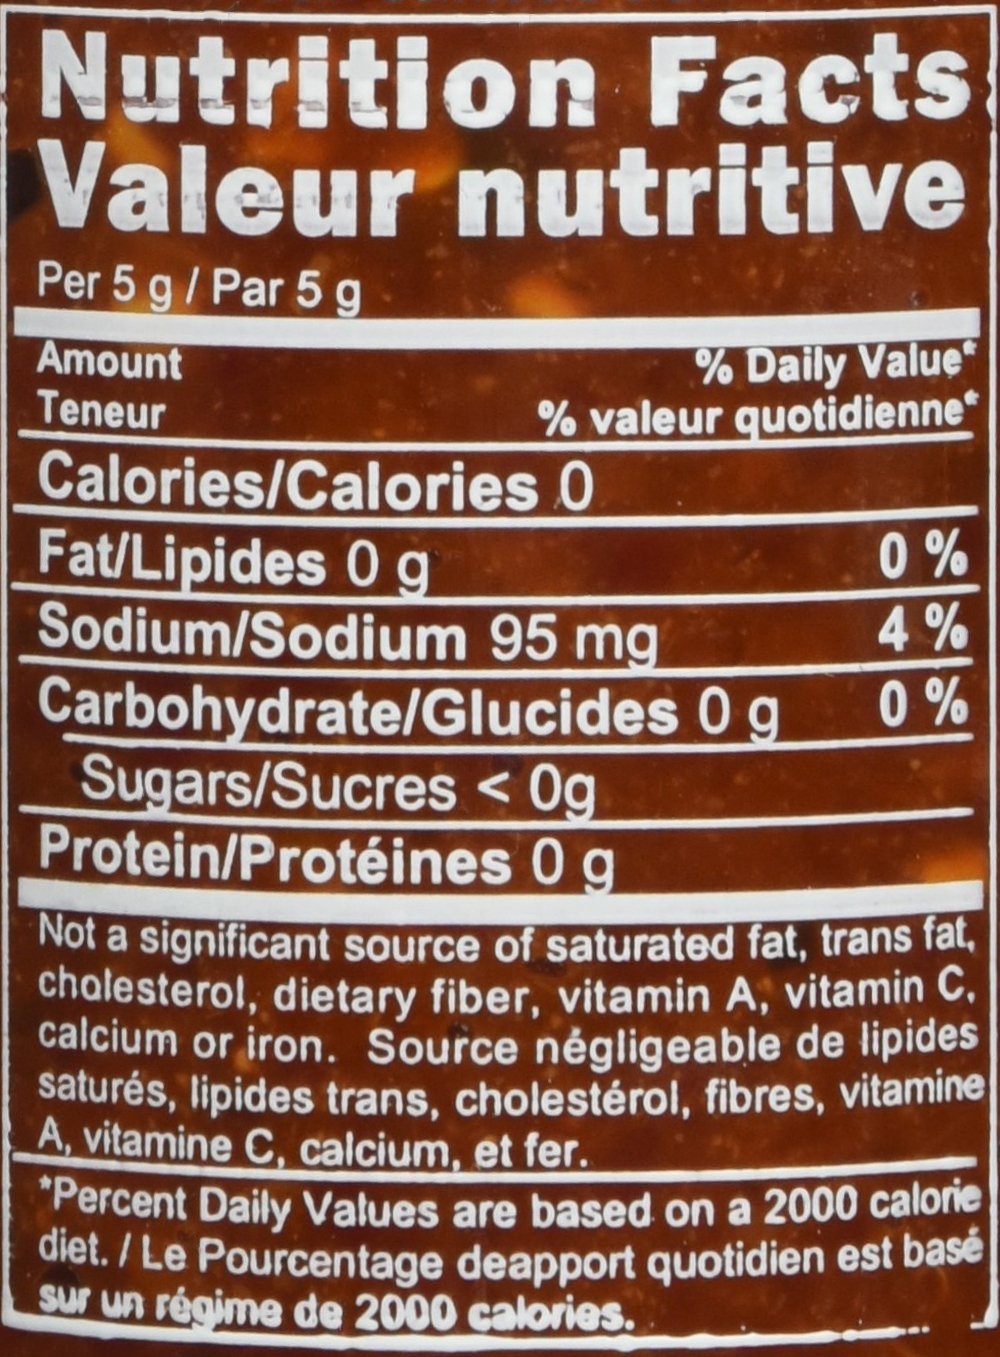 Nutrition Facts
Valeur nutritive
Per 5 g / Par 5 g
Amount % Daily Value*
Teneur % valeur quotidienne*
Calories/Calories 0
Fat/Lipides 0 g 0 %
Sodium/Sodium 95 mg 4 %
Carbohydrate/Glucides 0 g 0 %
Sugars/Sucres < 0g
Protein/Protéines 0 g
Not a significant source of saturated fat, trans fat,
cholesterol, dietary fiber, vitamin A, vitamin C,
calcium or iron. Source négligeable de lipides
saturés, lipides trans, cholestérol, fibres, vitamine
A, vitamine C, calcium, et fer.
*Percent Daily Values are based on a 2000 calorie
diet. / Le Pourcentage deapport quotidien est basé
sur un régime de 2000 calories.